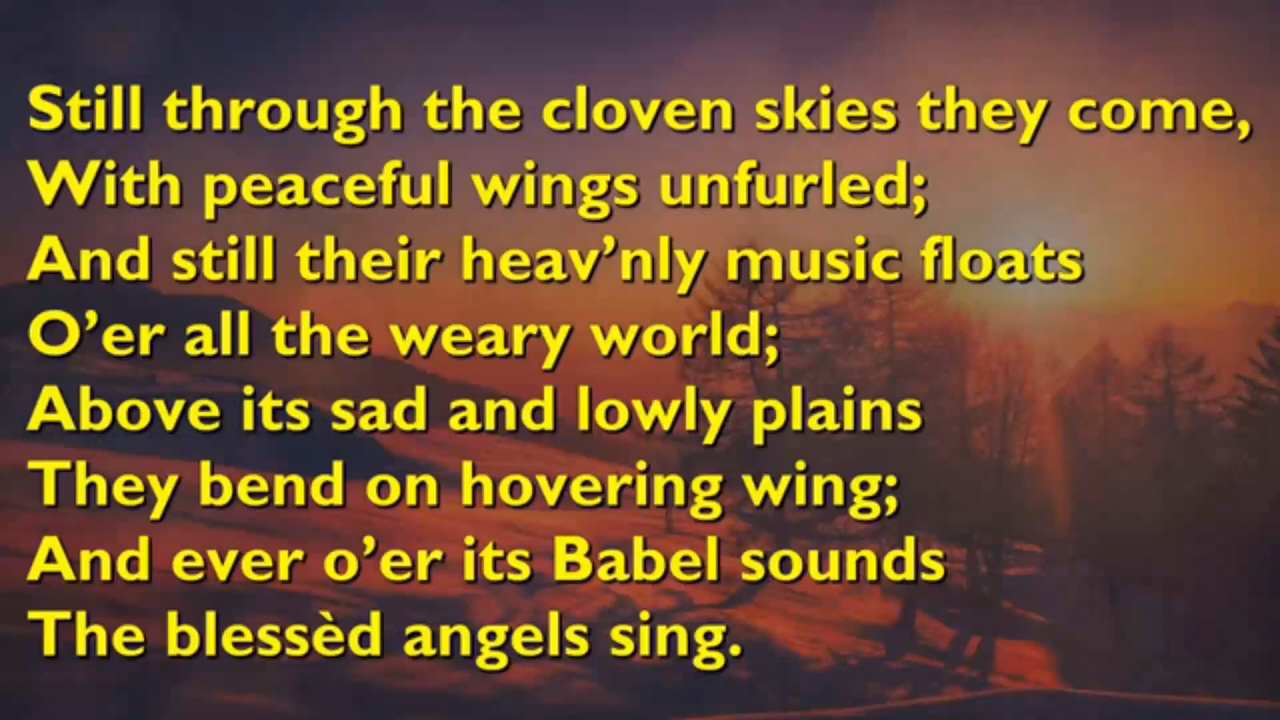 Still through the cloven skies they come,
With peaceful wings unfurled;
And still their heav’nly music floats
O’er all the weary world;
Above its sad and lowly plains
They bend on hovering wing;
And ever o’er its Babel sounds
The blessèd angels sing.